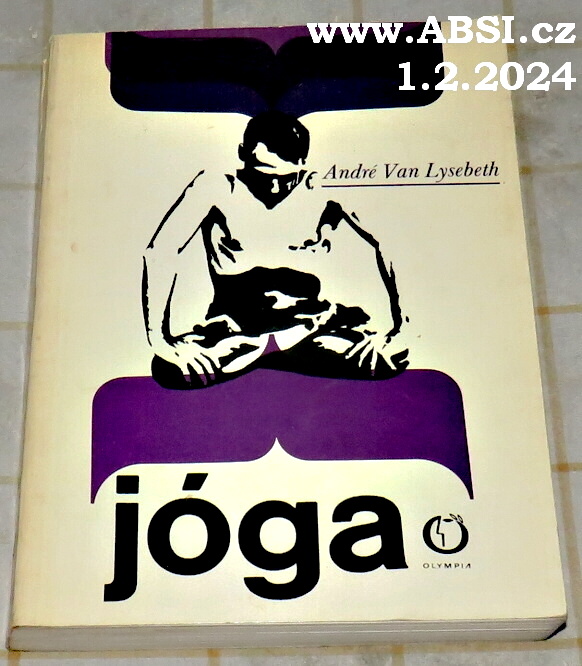 www.ABSI.cz
1.2.2024
André Van Lysebeth
jóga
OLYMPIA